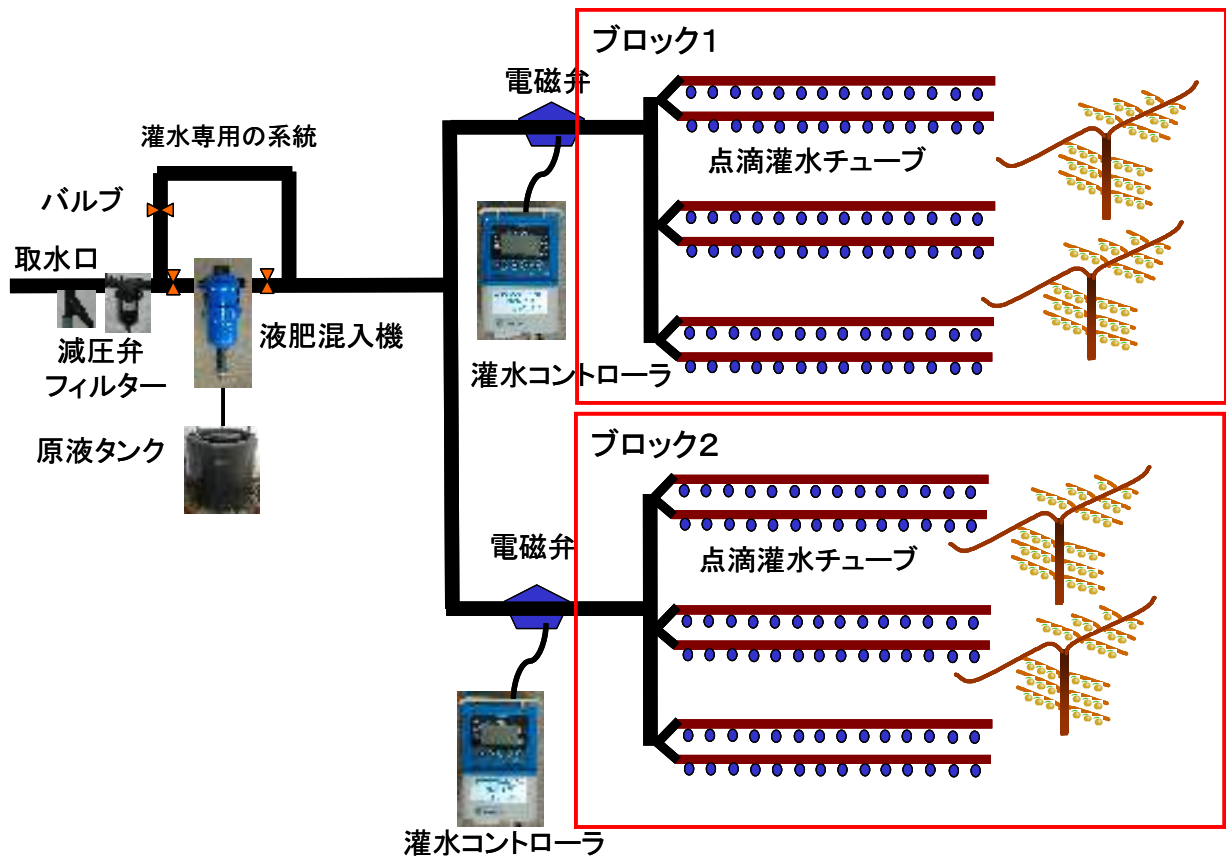 ブロック1
電磁弁
灌水専用の系統
点滴灌水チューブ
バルブ
取水口
減圧弁
フィルター
液肥混入機
灌水コントローラ
原液タンク
ブロック2
電磁弁
点滴灌水チューブ
灌水コントローラ